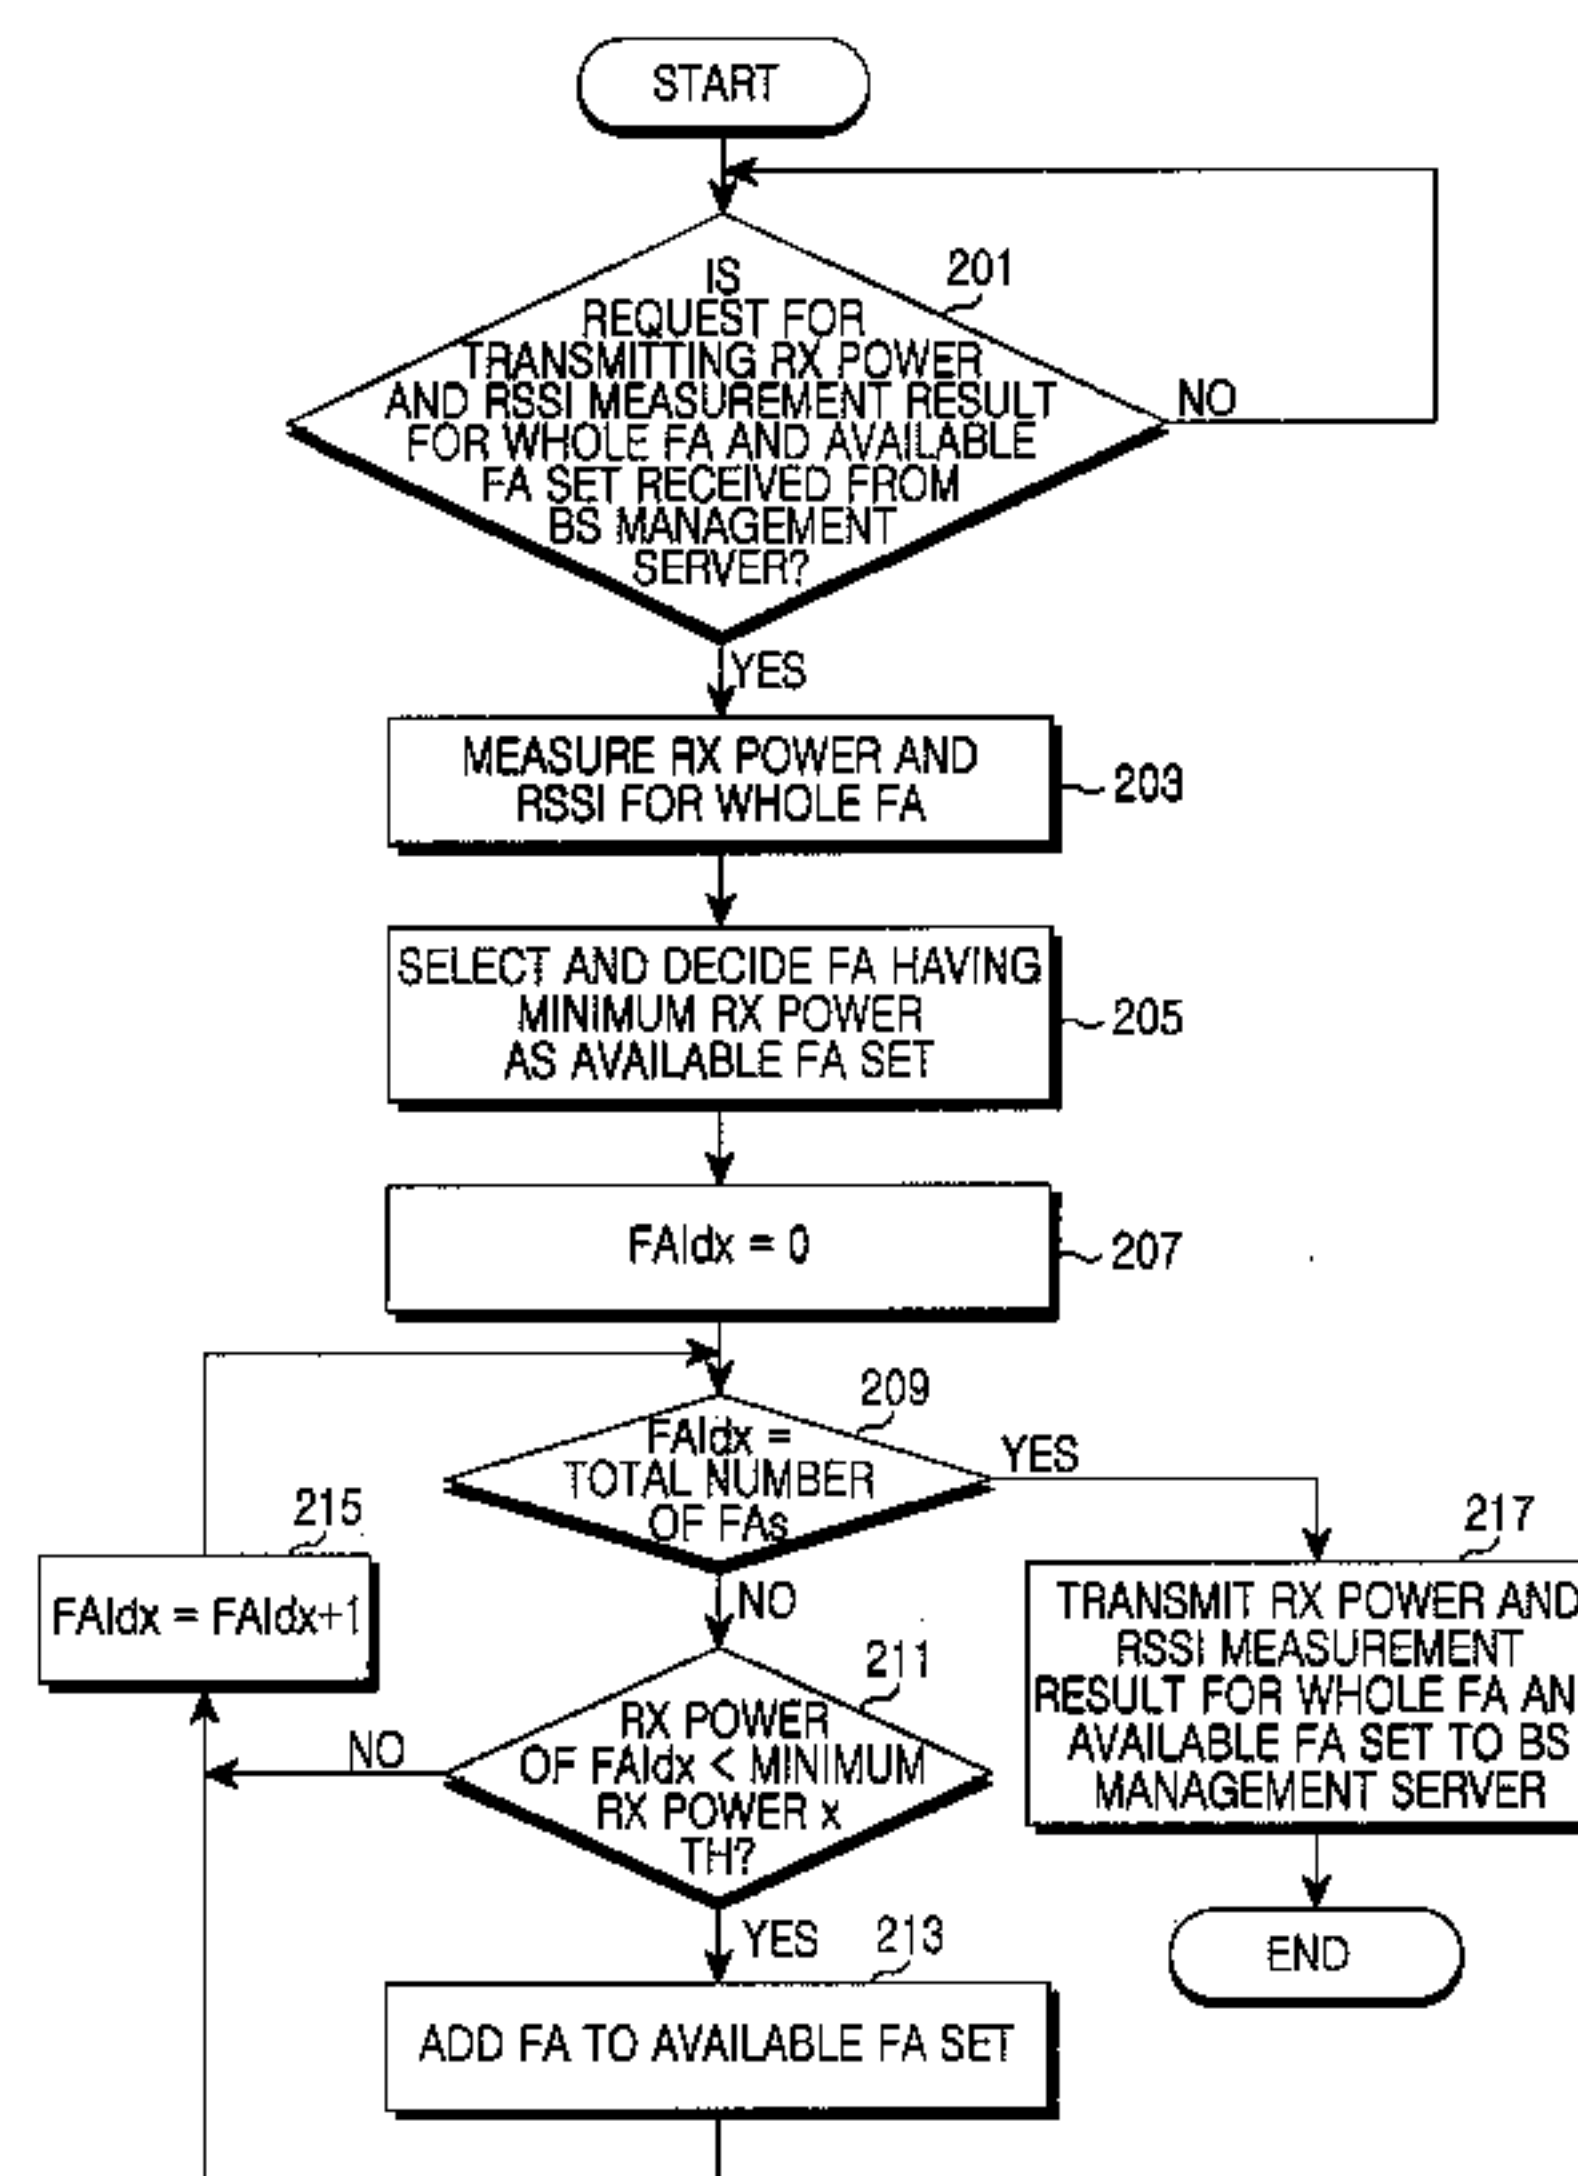 START
201
IS
REQUEST FOR
TRANSMITTING RX POWER
AND RSSI MEASUREMENT RESULT
FOR WHOLE FA AND AVAILABLE
FA SET RECEIVED FROM
BS MANAGEMENT
SERVER?
NO
YES
MEASURE RX POWER AND
RSSI FOR WHOLE FA
203
SELECT AND DECIDE FA HAVING
MINIMUM RX POWER
AS AVAILABLE FA SET
205
FAIdx = 0
207
209
FAIdx =
TOTAL NUMBER
OF FAs
YES
NO
215
FAIdx = FAIdx+1
217
TRANSMIT RX POWER AND
RSSI MEASUREMENT
RESULT FOR WHOLE FA AN
AVAILABLE FA SET TO BS
MANAGEMENT SERVER
211
RX POWER
OF FAIdx < MINIMUM
RX POWER x
TH?
NO
YES
213
ADD FA TO AVAILABLE FA SET
END